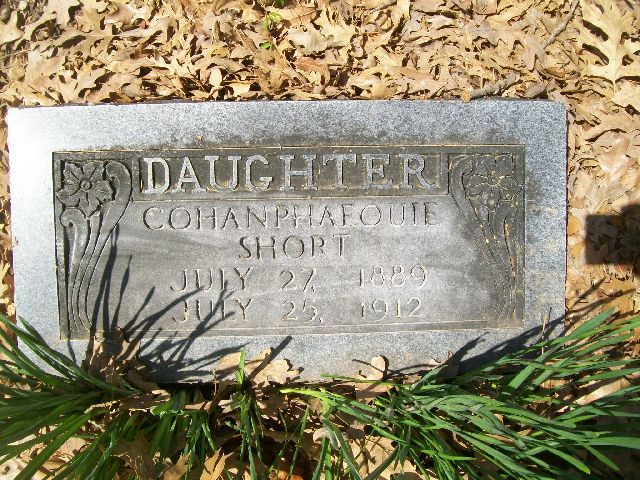 DAUGHTER
COHANPHAEOUIE
SHORT
JULY 27, 1889
JULY 25, 1912